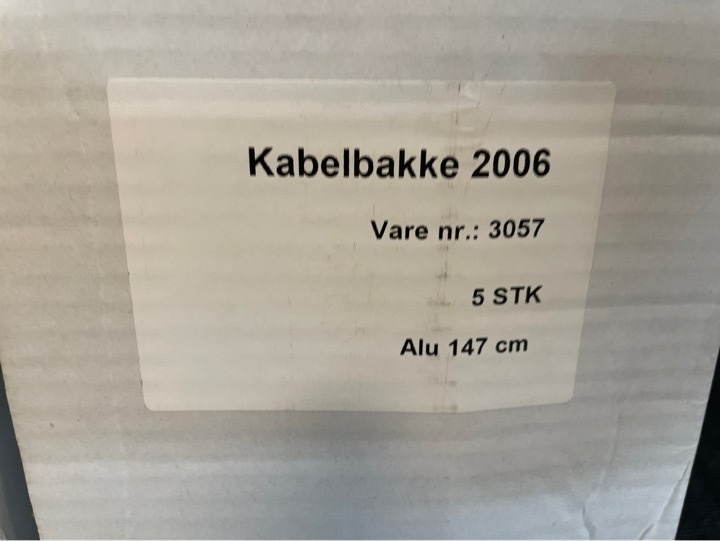 Kabelbakke 2006
Vare nr.: 3057
5 STK
Alu 147 cm